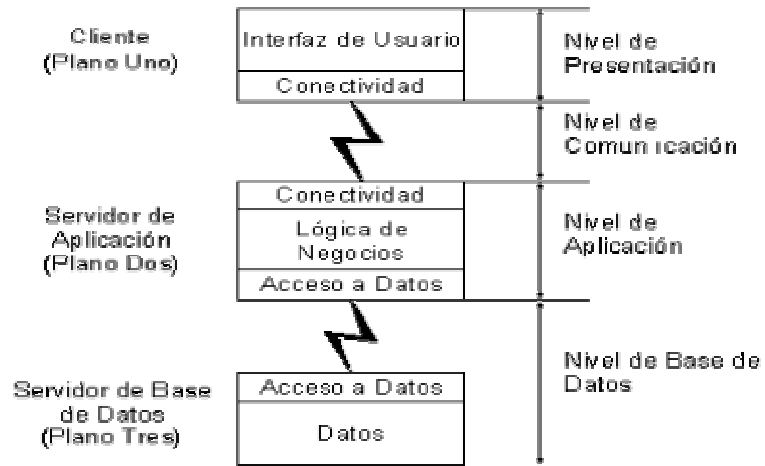 Cliente
(Plano Uno)
Interfaz de Usuario
Conectividad
Nivel de
Presentación
Nivel de
Comunicación
Servidor de
Aplicación
(Plano Dos)
Conectividad
Lógica de
Negocios
Acceso a Datos
Nivel de
Aplicación
Servidor de Base
de Datos
(Plano Tres)
Acceso a Datos
Datos
Nivel de Base de
Datos